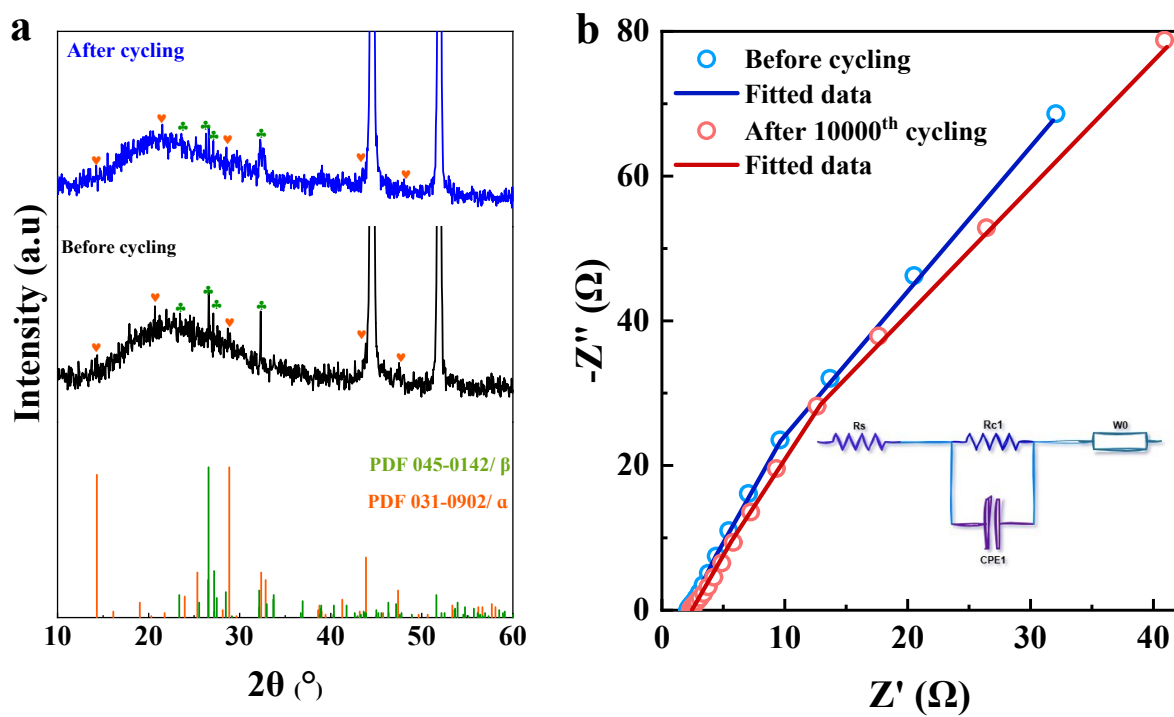 a
After cycling
Before cycling
PDF 045-0142/ β
PDF 031-0902/ α
Intensity (a.u)
10 20 30 40 50 60
2θ (°)
b
Before cycling
Fitted data
After 10000th cycling
Fitted data
80
60
40
20
0
-Z'' (Ω)
Rs
Rc1
W0
CPE1
0 10 20 30 40
Z' (Ω)